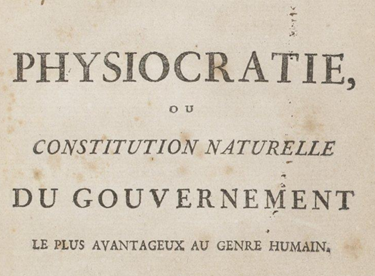 PHYSIOCRATIE,
OU
CONSTITUTION NATURELLE
DU GOUVERNEMENT
LE PLUS AVANTAGEUX AU GENRE HUMAIN.